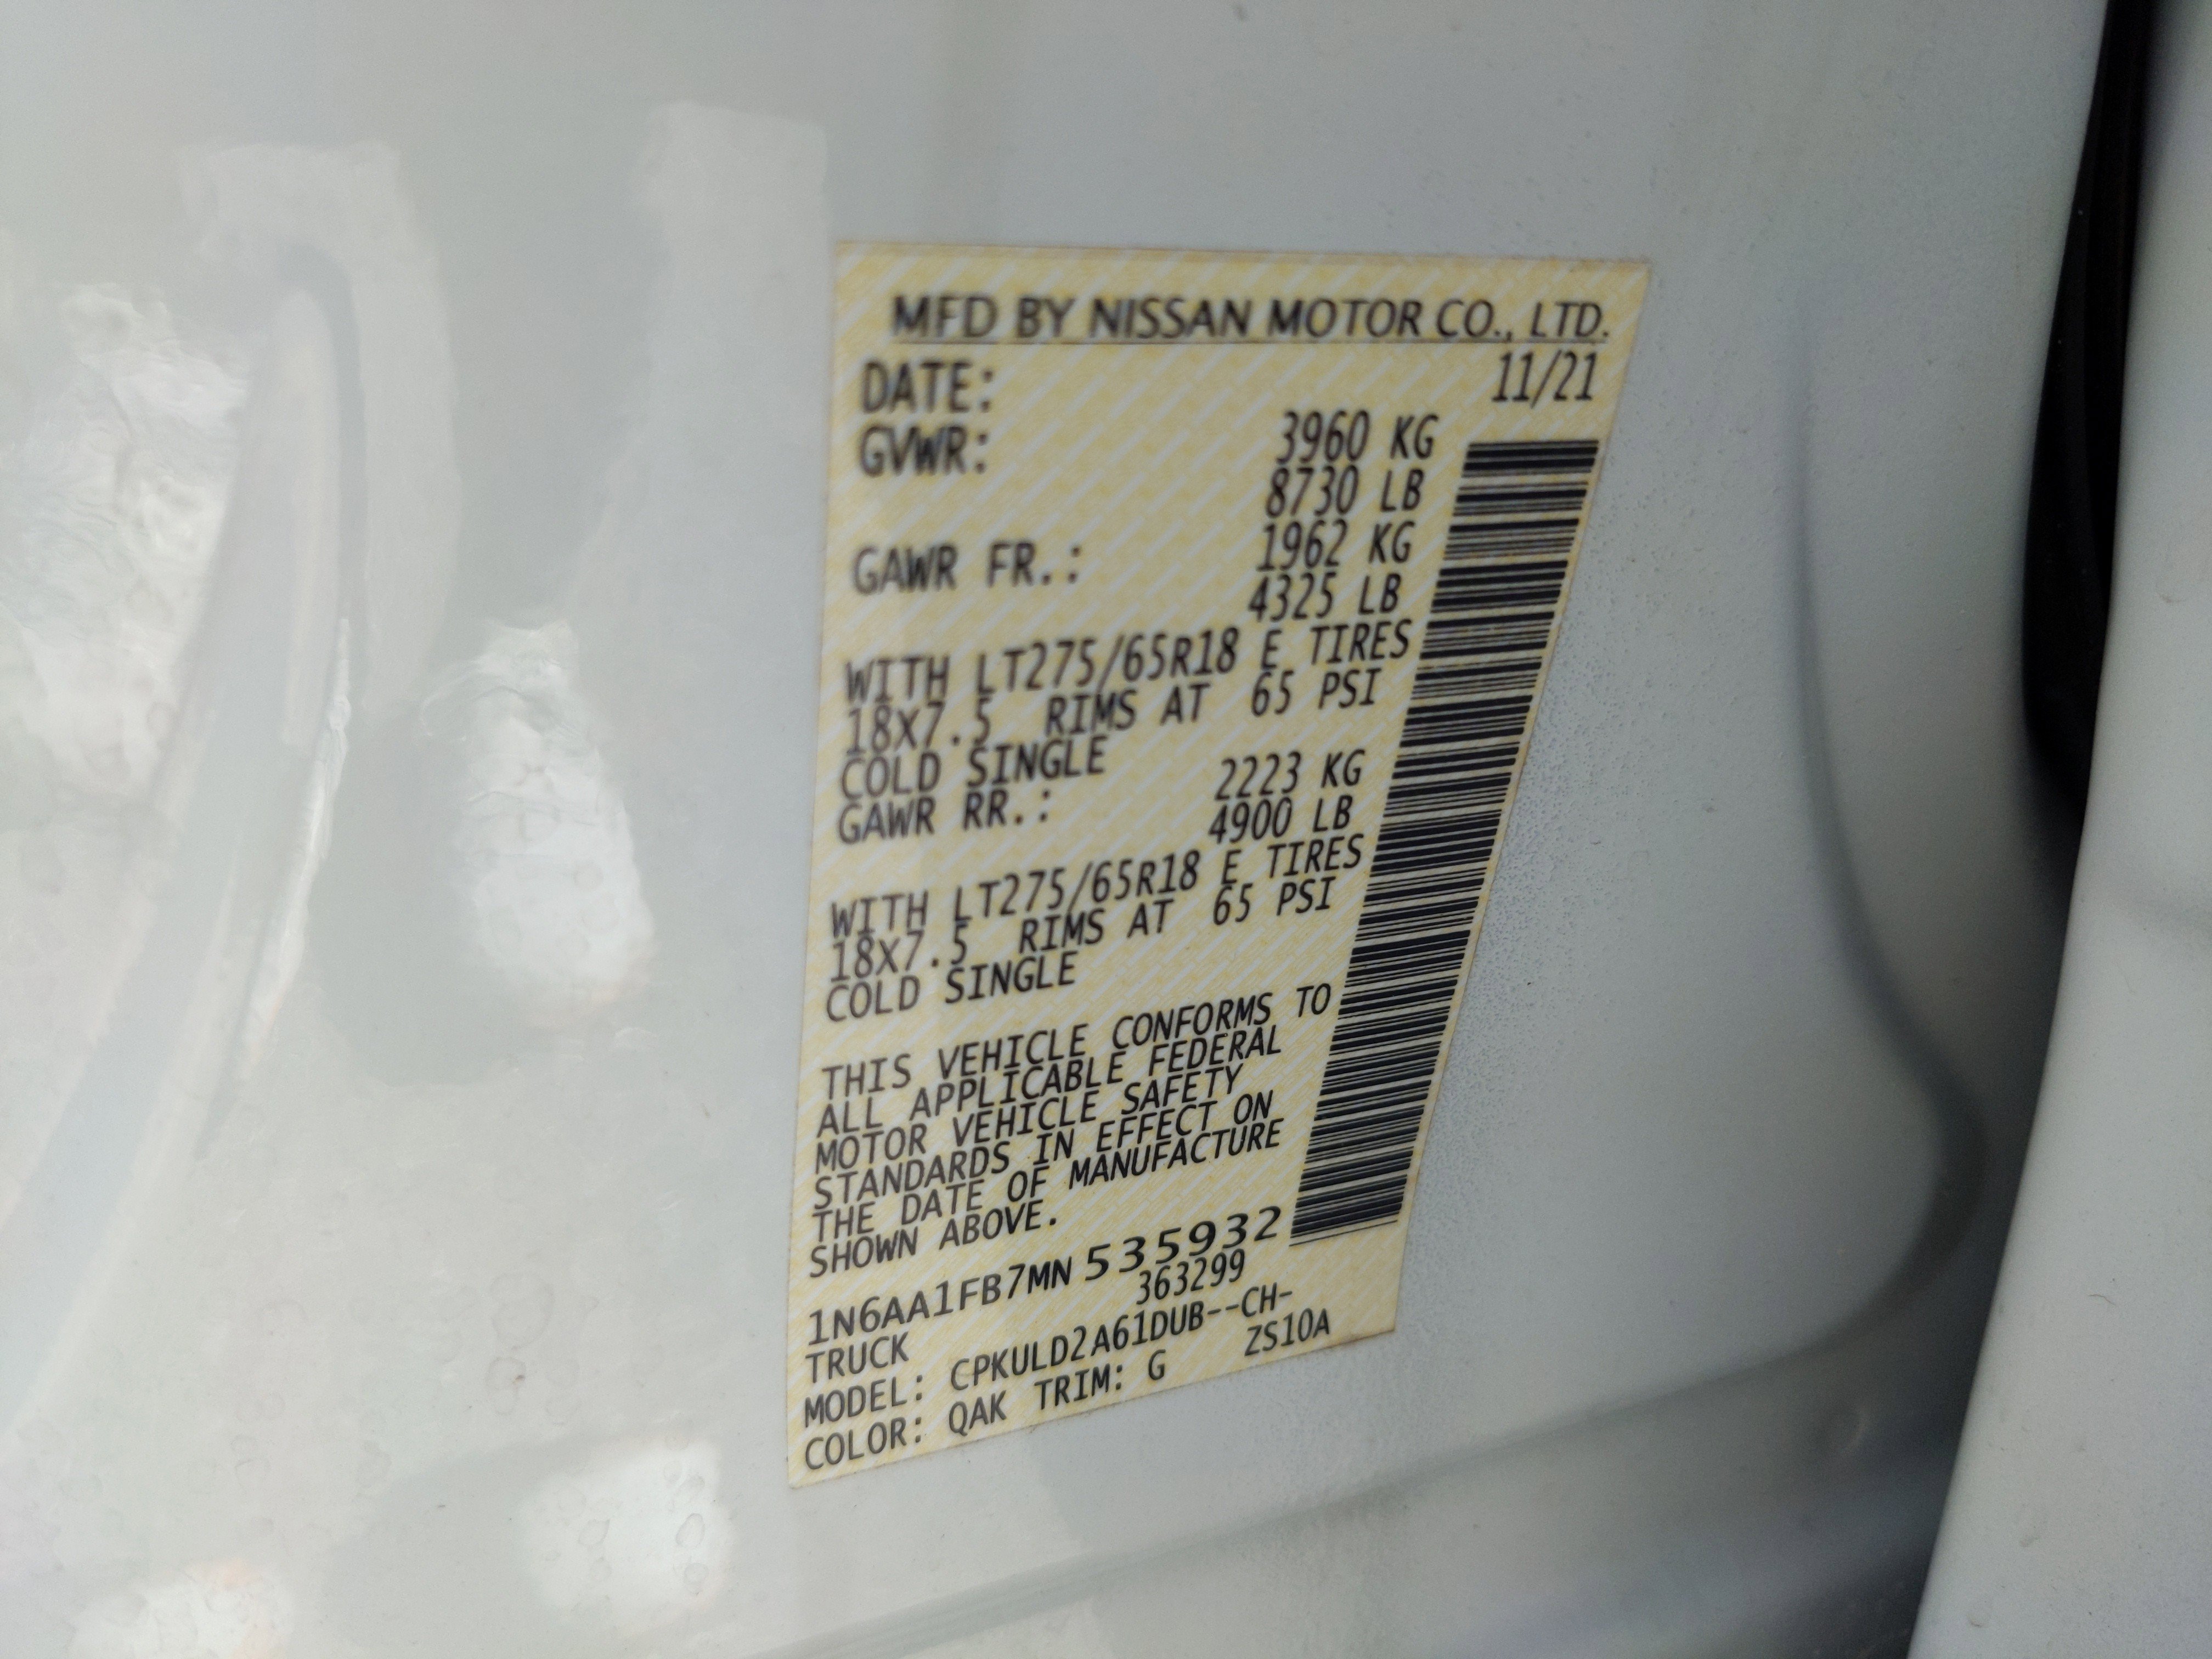 MFD BY NISSAN MOTOR CO., LTD.
DATE: 11/21
GVWR: 3960 KG
8730 LB
GAWR FR.: 1962 KG
4325 LB
WITH LT275/65R18 E TIRES
18X7.5 RIMS AT 65 PSI
COLD SINGLE
GAWR RR.: 2223 KG
4900 LB
WITH LT275/65R18 E TIRES
18X7.5 RIMS AT 65 PSI
COLD SINGLE
THIS VEHICLE CONFORMS TO
ALL APPLICABLE FEDERAL
MOTOR VEHICLE SAFETY
STANDARDS IN EFFECT ON
THE DATE OF MANUFACTURE
SHOWN ABOVE.
1N6AA1FB7MN535932
TRUCK 363299
MODEL: CPKULD2A61DUB--CH-
COLOR: QAK TRIM: G ZS10A